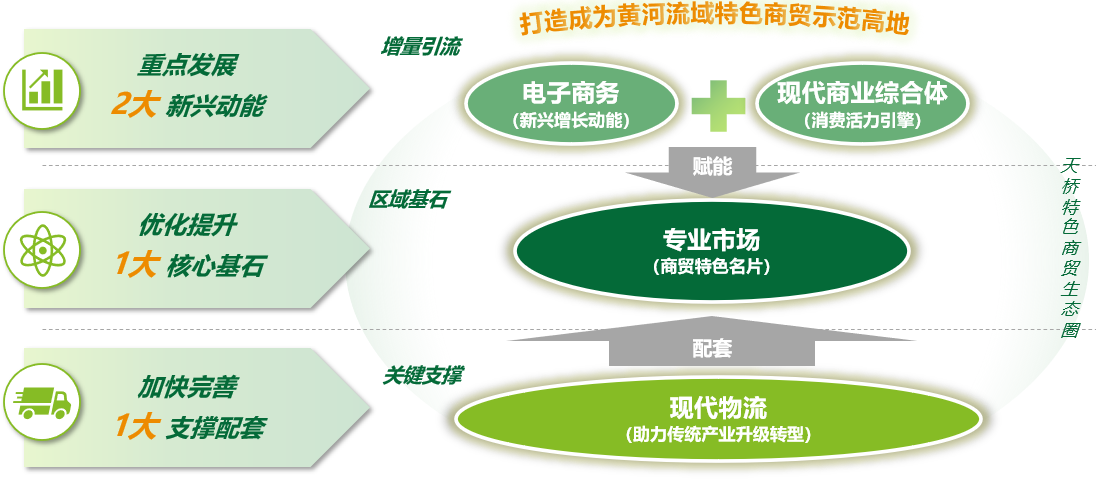 打造成为黄河流域特色商贸示范高地
重点发展
2大 新兴动能
增量引流
电子商务
(新兴增长动能)
现代商业综合体
(消费活力引擎)
赋能
优化提升
1大 核心基石
区域基石
专业市场
(商贸特色名片)
天桥特色商贸生态圈
配套
加快完善
1大 支撑配套
关键支撑
现代物流
(助力传统产业升级转型)